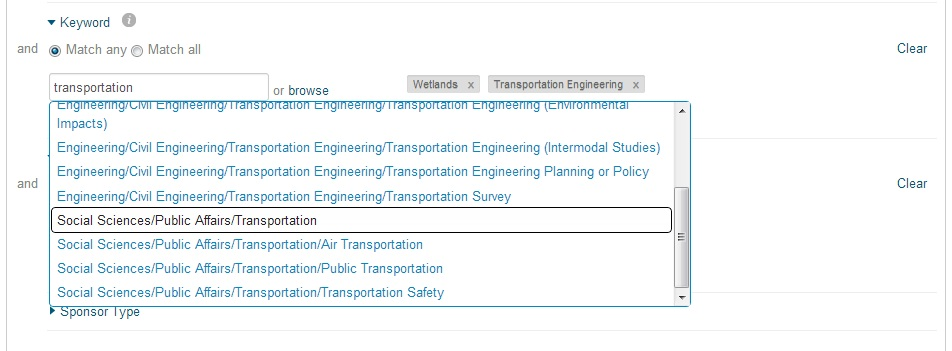 Keyword i
and Match any Match all Clear
transportation or browse Wetlands x Transportation Engineering x
Engineering/Civil Engineering/Transportation Engineering/Transportation Engineering (Environmental
Impacts)
Engineering/Civil Engineering/Transportation Engineering/Transportation Engineering (Intermodal Studies)
Engineering/Civil Engineering/Transportation Engineering/Transportation Engineering Planning or Policy
and Clear
Engineering/Civil Engineering/Transportation Engineering/Transportation Survey
Social Sciences/Public Affairs/Transportation
Social Sciences/Public Affairs/Transportation/Air Transportation
Social Sciences/Public Affairs/Transportation/Public Transportation
Social Sciences/Public Affairs/Transportation/Transportation Safety
Sponsor Type